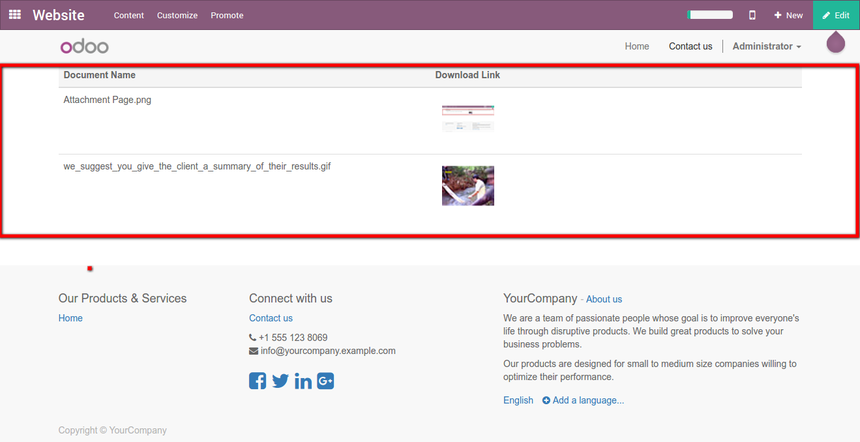 Website Content Customize Promote New Edit
odoo Home Contact us Administrator
Document Name Download Link
Attachment Page.png
we_suggest_you_give_the_client_a_summary_of_their_results.gif
Our Products & Services
Home
Connect with us
Contact us
+1 555 123 8069
info@yourcompany.example.com
YourCompany - About us
We are a team of passionate people whose goal is to improve everyone's
life through disruptive products. We build great products to solve your
business problems.
Our products are designed for small to medium size companies willing to
optimize their performance.
English Add a language...
Copyright © YourCompany